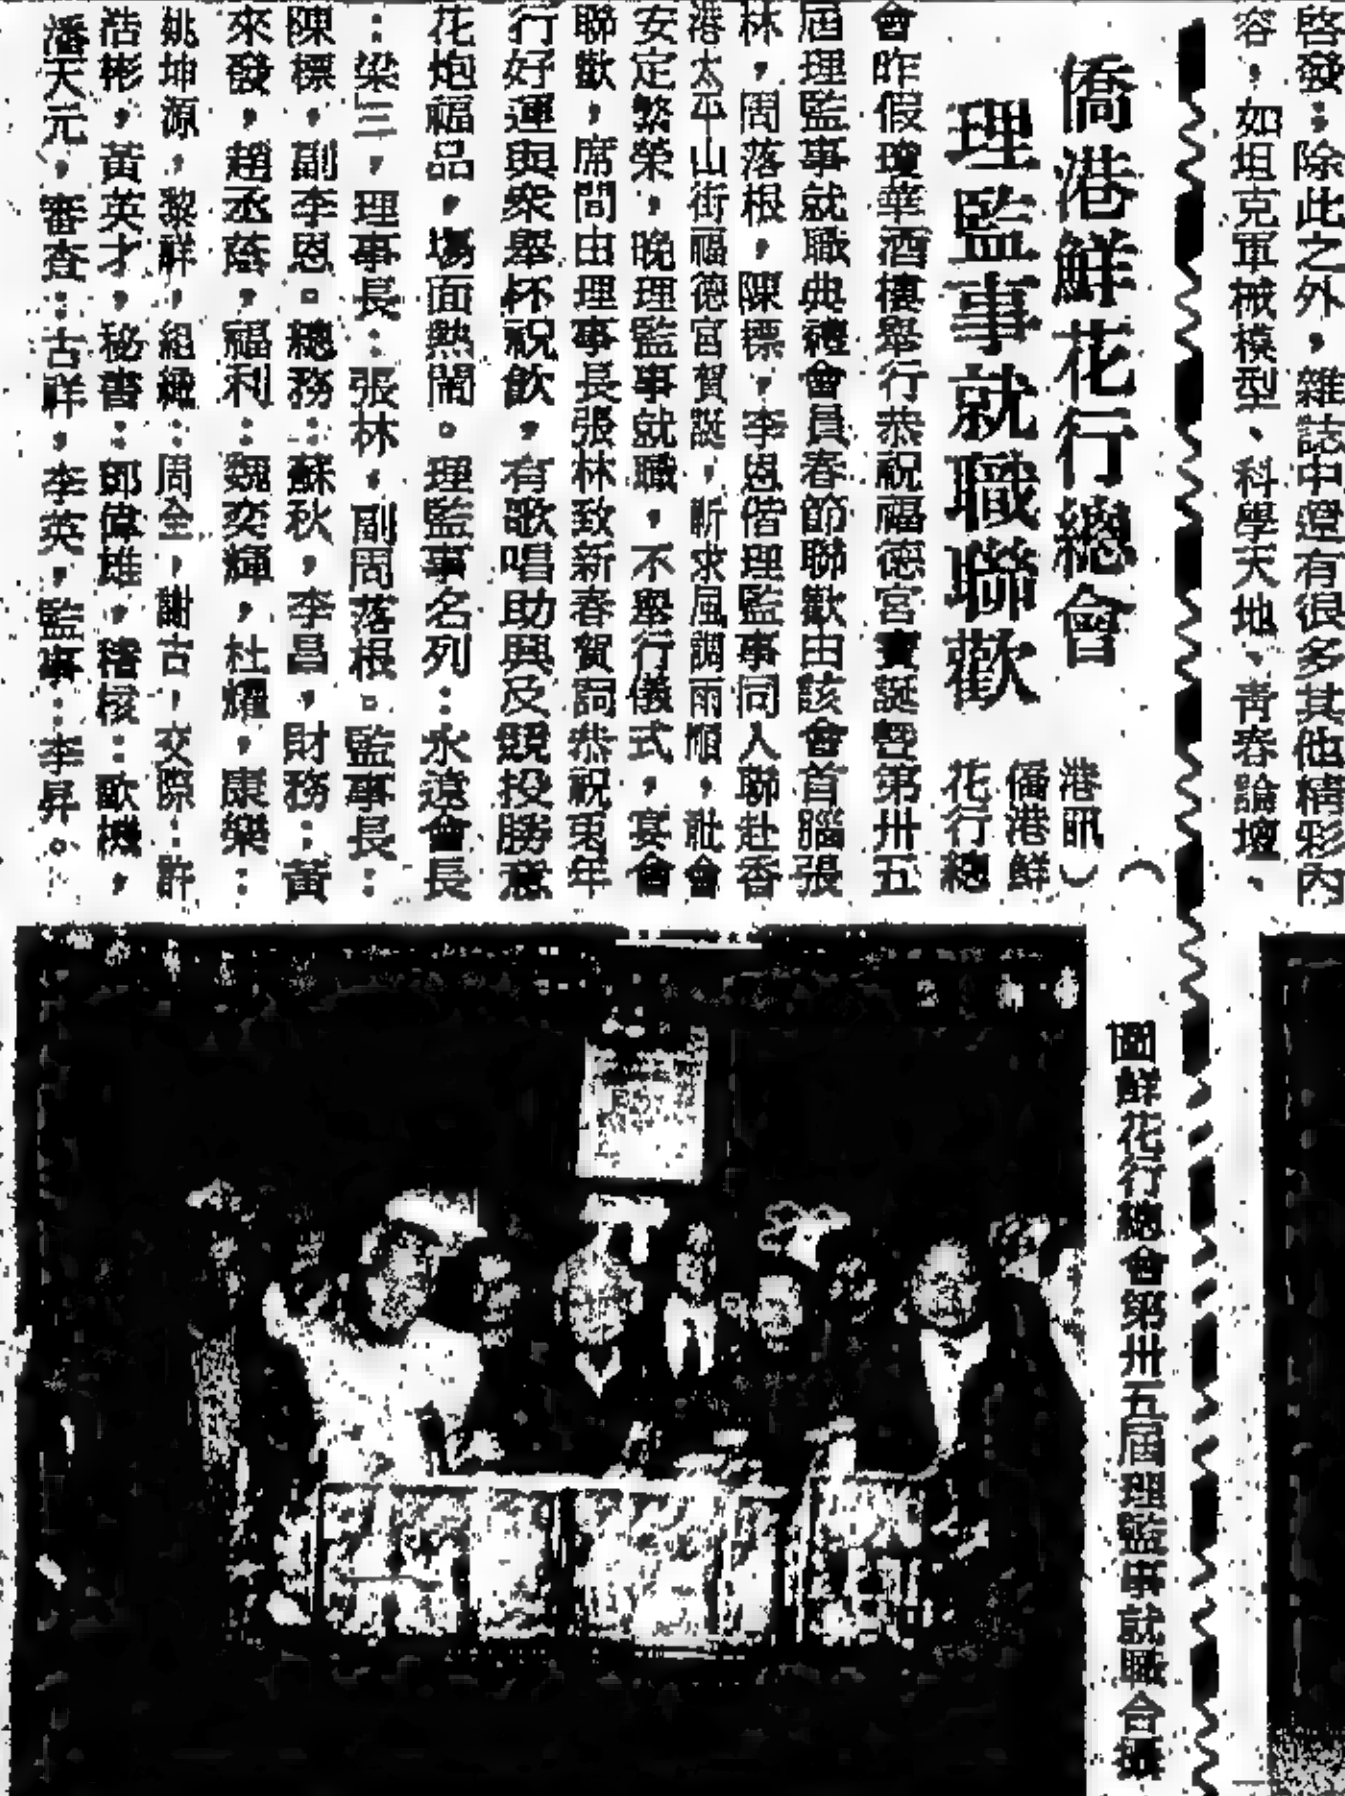 啓發；除此之外，雜誌中還有很多其他精彩內
容，如坦克軍械模型、科學天地、靑春論壇、
僑港鮮花行總會
理監事就職聯歡
（
港訊）
僑港鮮
花行總
會昨假瓊華酒樓舉行恭祝福德宮寶誕曁第卅五
屆理監事就職典禮會員春節聯歡由該會首腦張
林，周落根，陳標，李恩偕理監事同人聯赴香
港太平山街福德宮賀誕，祈求風調雨順，社會
安定繁榮，晚理監事就職，不擧行儀式，宴會
聯歡，席間由理事長張林致新春賀詞恭祝兎年
行好運與衆舉杯祝飲，有歌唱助興及競投勝意
花炮福品，場面熱鬧。理監事名列：永遠會長
：梁三，理事長：張林，副周落根。監事長：
陳標，副李恩。總務：蘇秋，李昌，財務：黃
來發，趙丞蔭，福利：魏奕輝，杜耀，康樂：
姚坤源，黎祥，組織：周全，謝古，交際：許
浩彬，黃英才，秘書：鄧偉雄，稽核：歐機，
潘天元，審查：古祥，李英，監事：李昇。
圖鮮花行總會第卅五屆理監事就職合攝